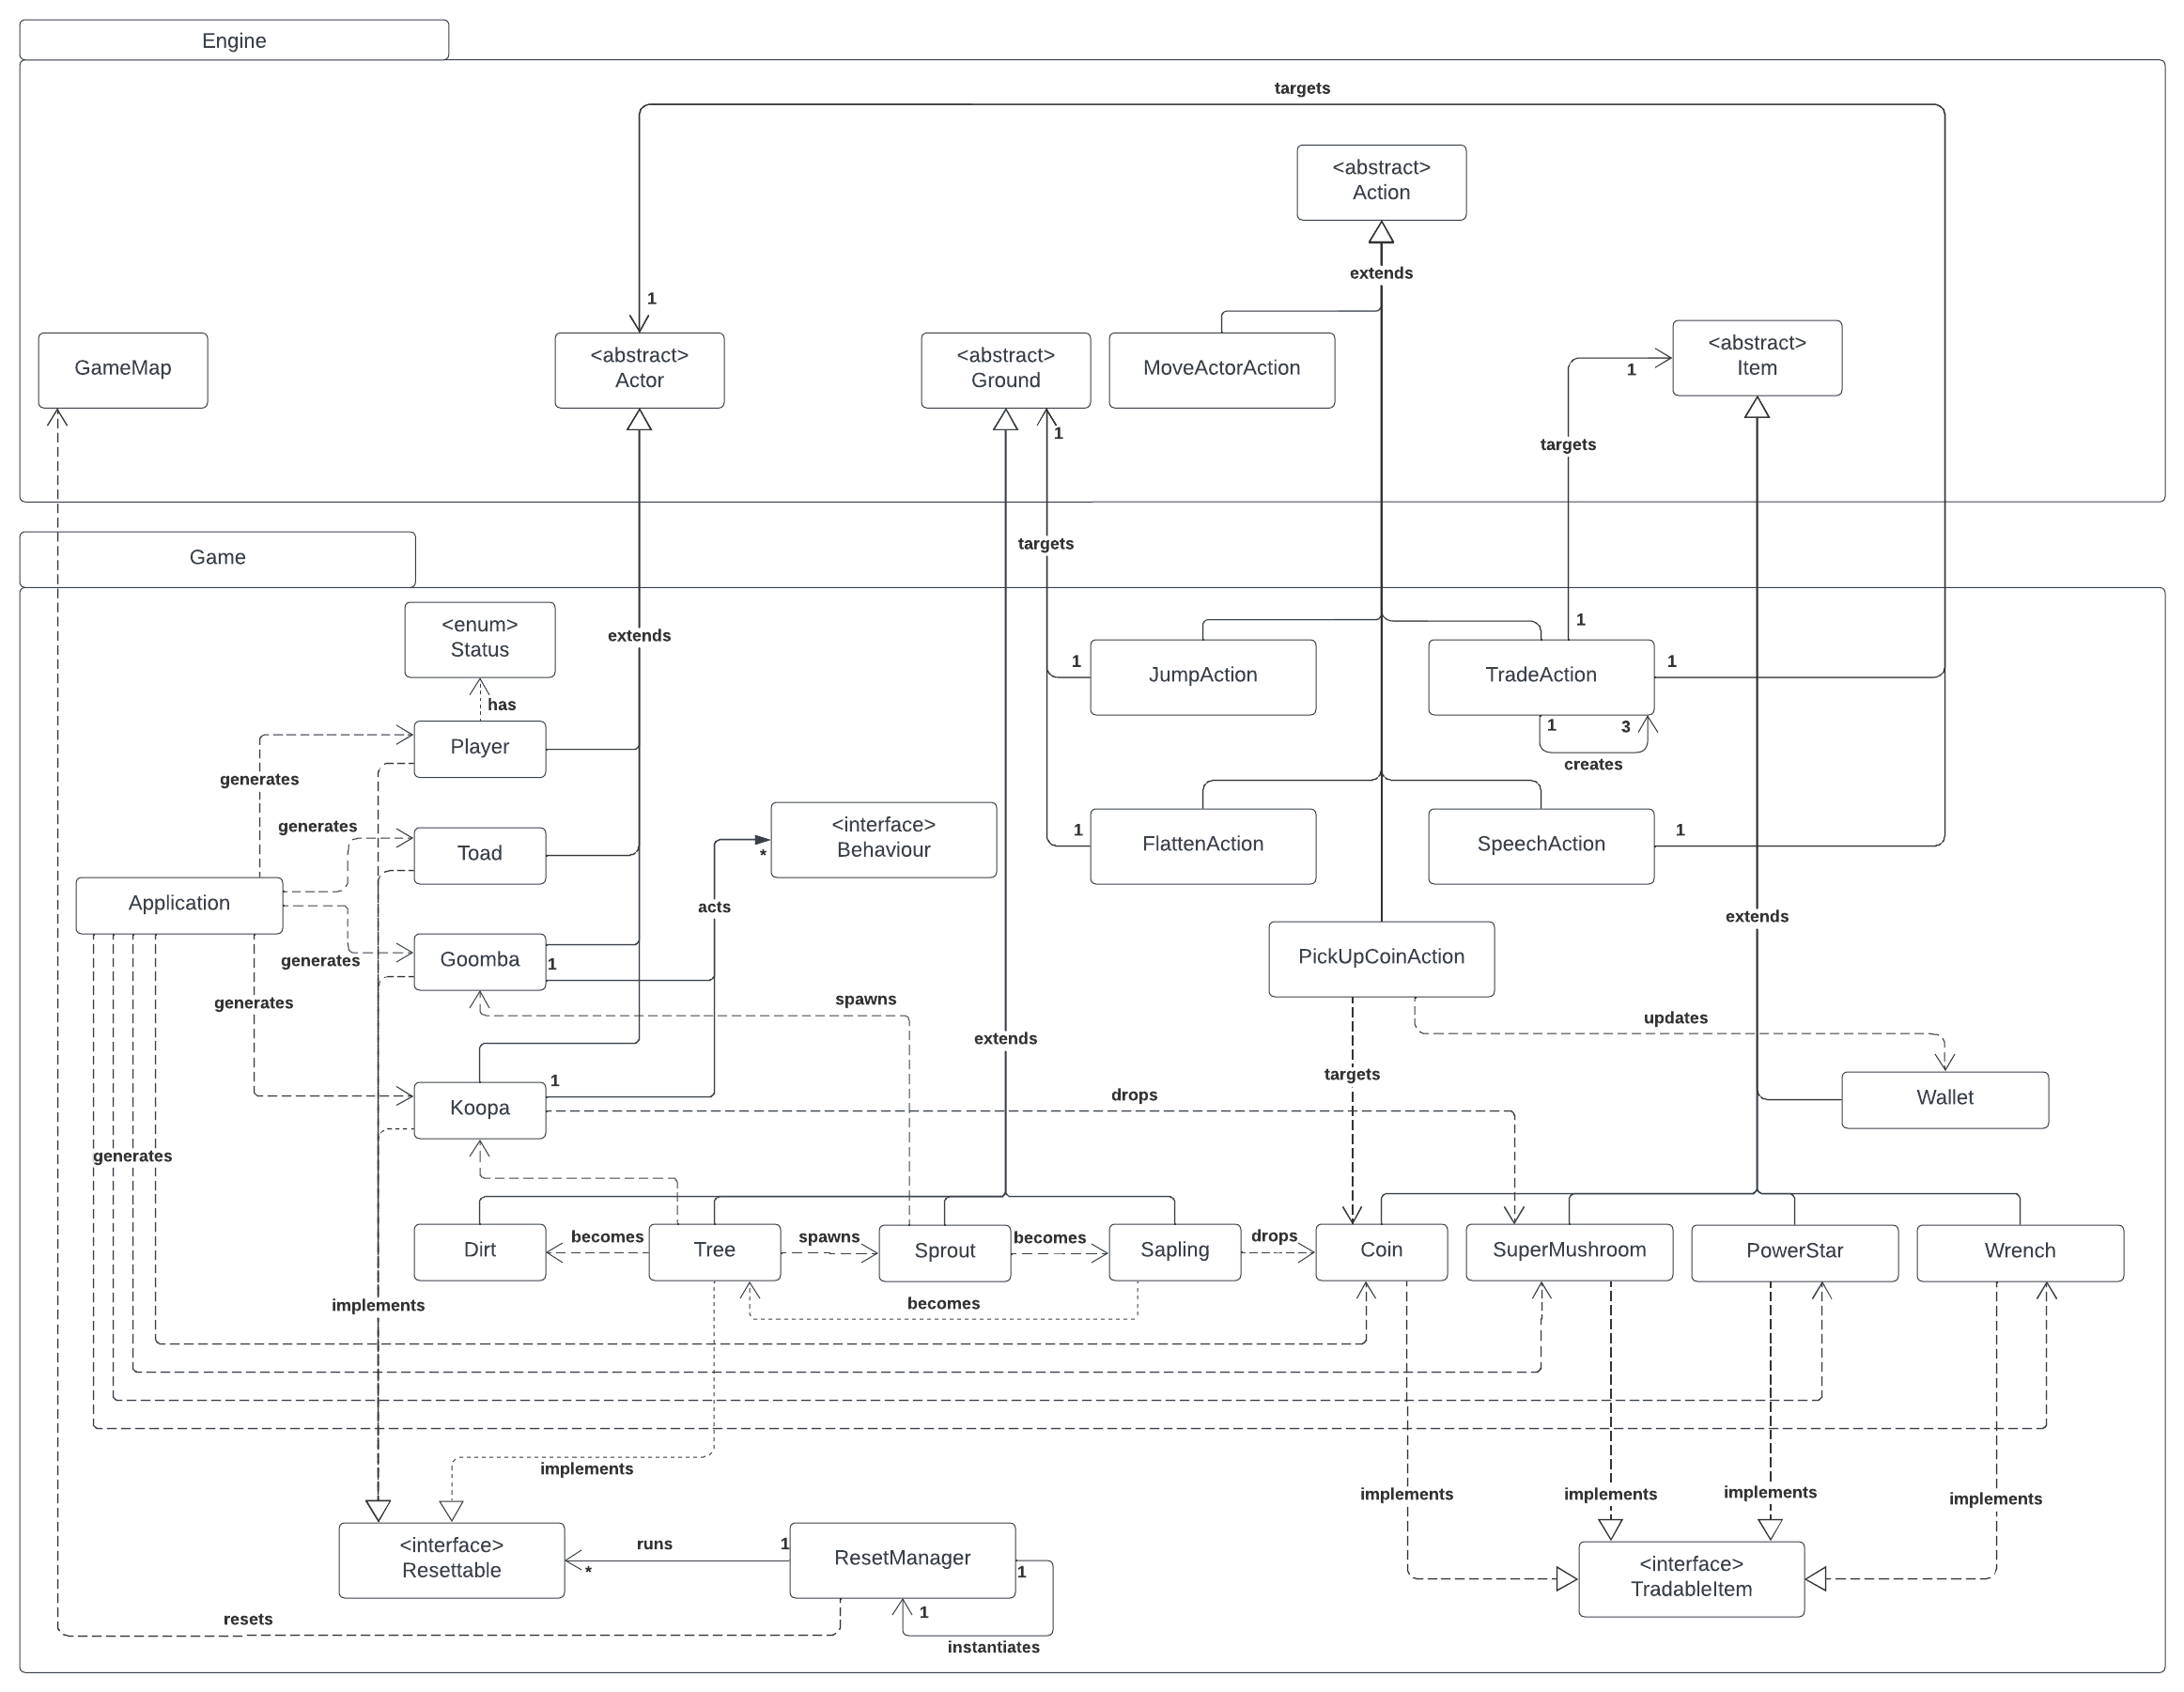 Engine
targets
<abstract>
Action
extends
1
GameMap
<abstract>
Actor
<abstract>
Ground
MoveActorAction
1
<abstract>
Item
1
targets
targets
Game
<enum>
Status
extends
has
1
JumpAction
1
TradeAction
1
Player
1
3
creates
generates
generates
Toad
<interface>
Behaviour
*
1
FlattenAction
SpeechAction
1
Application
acts
extends
Goomba
1
generates
PickUpCoinAction
generates
spawns
updates
extends
targets
Koopa
1
drops
Wallet
generates
Dirt
becomes
Tree
spawns
Sprout
becomes
Sapling
drops
Coin
SuperMushroom
PowerStar
Wrench
implements
becomes
implements
implements
implements
implements
implements
<interface>
Resettable
runs
*
1
ResetManager
1
<interface>
TradableItem
resets
1
instantiates